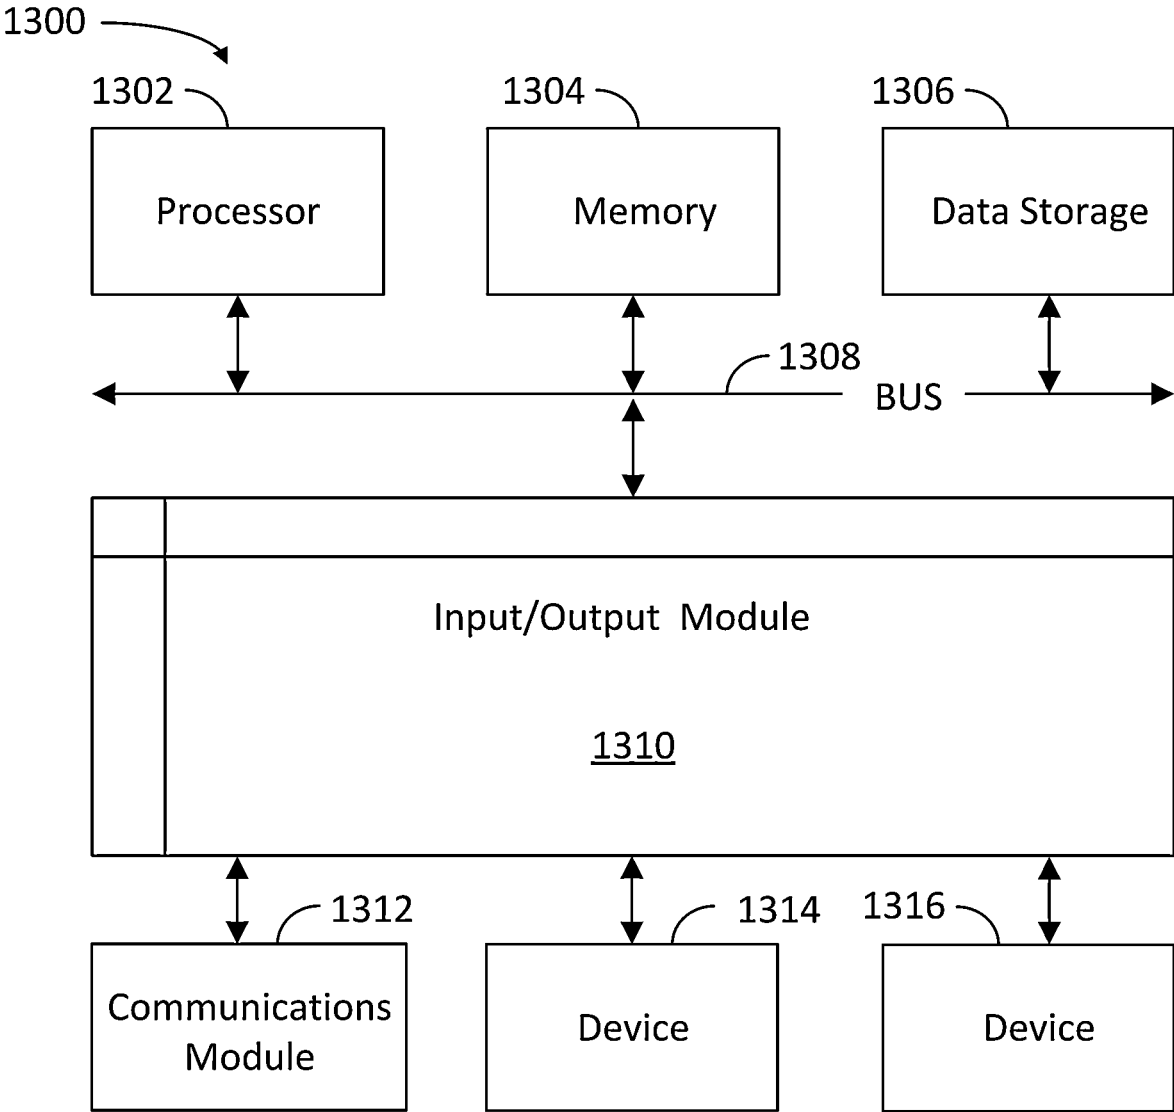 1300
1302
1304
1306
Processor
Memory
Data Storage
1308
BUS
Input/Output Module
1310
1312
1314
1316
Communications
Module
Device
Device